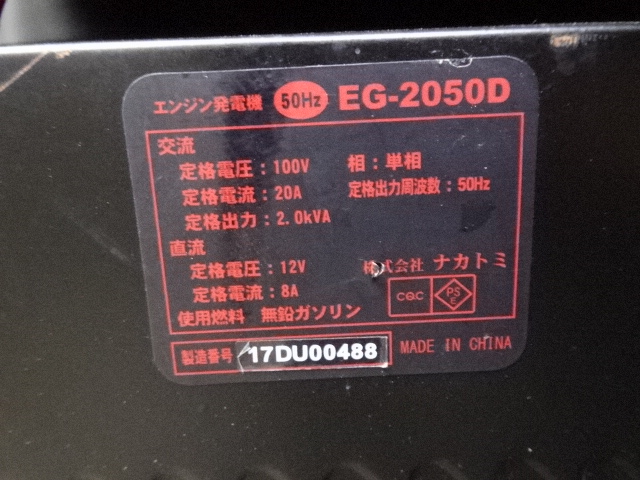 エンジン発電機 50Hz EG-2050D
交流
定格電圧：100V 相：単相
定格電流：20A 定格出力周波数：50Hz
定格出力：2.0kVA
直流
定格電圧：12V 株式会社 ナカトミ
定格電流：8A CQC PSE
使用燃料 無鉛ガソリン
製造番号 17DU00488 MADE IN CHINA